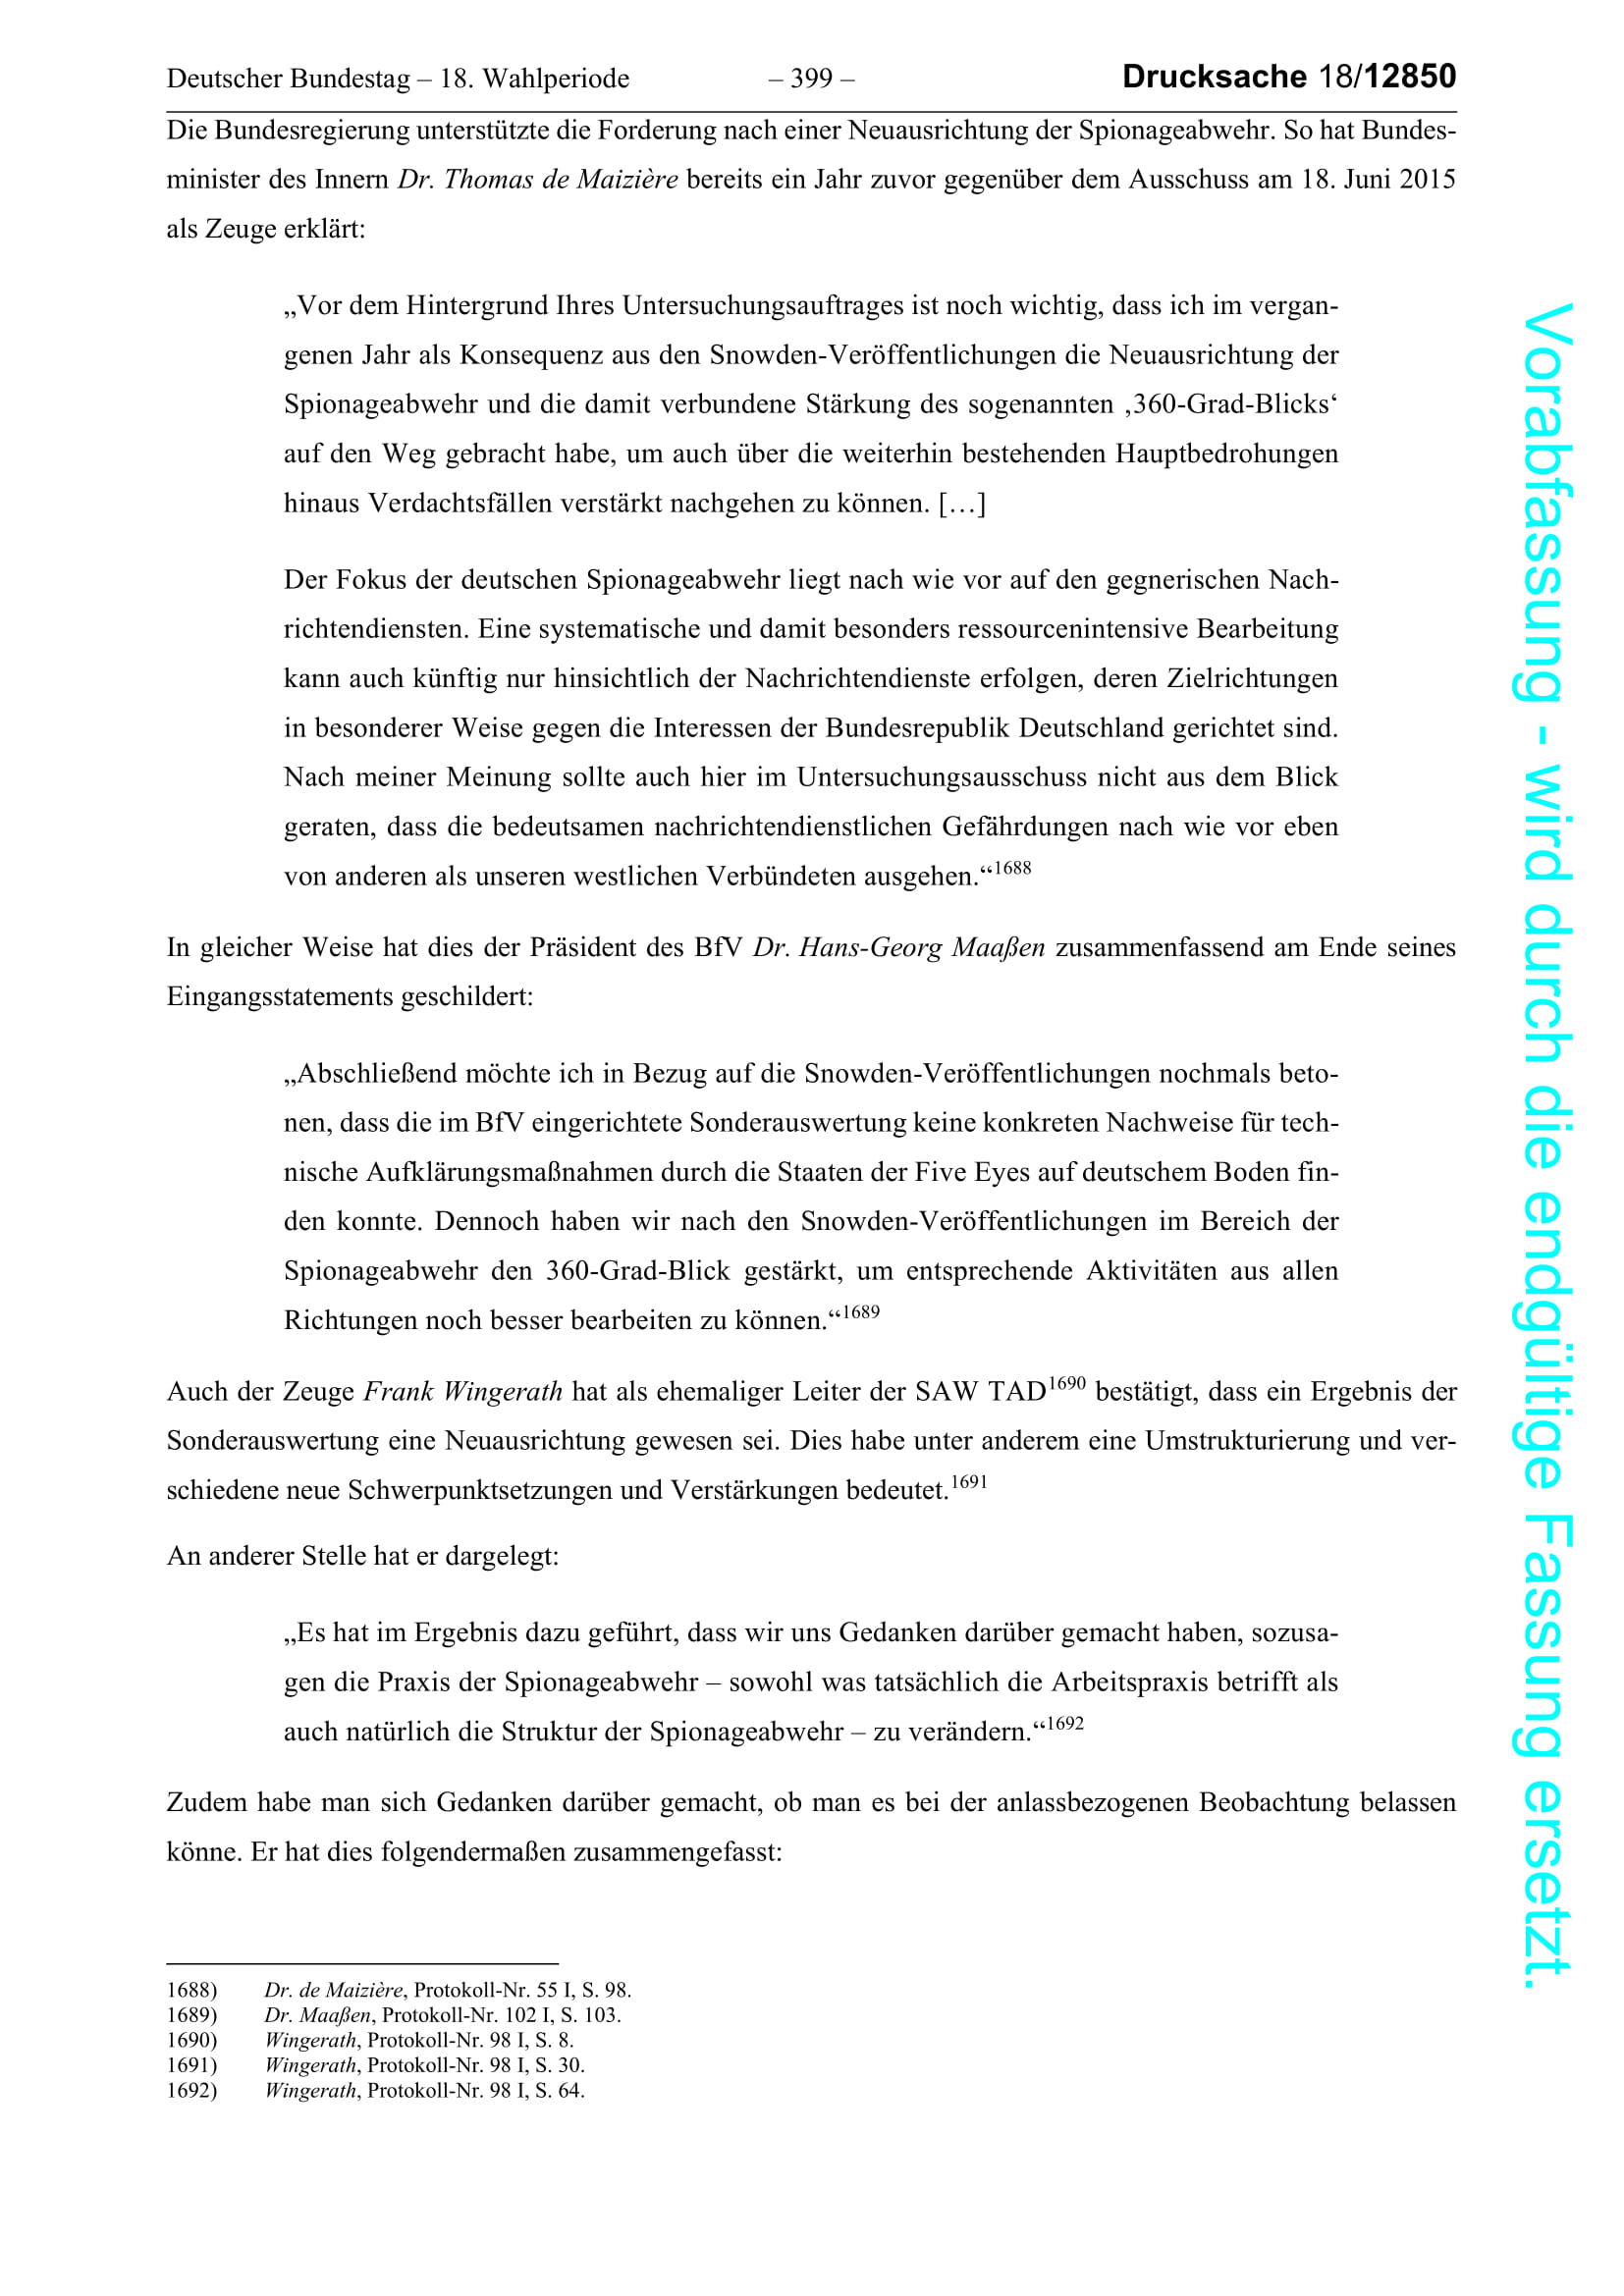 Deutscher Bundestag – 18. Wahlperiode – 399 – Drucksache 18/12850
Die Bundesregierung unterstützte die Forderung nach einer Neuausrichtung der Spionageabwehr. So hat Bundes-
minister des Innern Dr. Thomas de Maizière bereits ein Jahr zuvor gegenüber dem Ausschuss am 18. Juni 2015
als Zeuge erklärt:
„Vor dem Hintergrund Ihres Untersuchungsauftrages ist noch wichtig, dass ich im vergan-
genen Jahr als Konsequenz aus den Snowden-Veröffentlichungen die Neuausrichtung der
Spionageabwehr und die damit verbundene Stärkung des sogenannten ‚360-Grad-Blicks‘
auf den Weg gebracht habe, um auch über die weiterhin bestehenden Hauptbedrohungen
hinaus Verdachtsfällen verstärkt nachgehen zu können. […]
Der Fokus der deutschen Spionageabwehr liegt nach wie vor auf den gegnerischen Nach-
richtendiensten. Eine systematische und damit besonders ressourcenintensive Bearbeitung
kann auch künftig nur hinsichtlich der Nachrichtendienste erfolgen, deren Zielrichtungen
in besonderer Weise gegen die Interessen der Bundesrepublik Deutschland gerichtet sind.
Nach meiner Meinung sollte auch hier im Untersuchungsausschuss nicht aus dem Blick
geraten, dass die bedeutsamen nachrichtendienstlichen Gefährdungen nach wie vor eben
von anderen als unseren westlichen Verbündeten ausgehen.“1688
In gleicher Weise hat dies der Präsident des BfV Dr. Hans-Georg Maaßen zusammenfassend am Ende seines
Eingangsstatements geschildert:
„Abschließend möchte ich in Bezug auf die Snowden-Veröffentlichungen nochmals beto-
nen, dass die im BfV eingerichtete Sonderauswertung keine konkreten Nachweise für tech-
nische Aufklärungsmaßnahmen durch die Staaten der Five Eyes auf deutschem Boden fin-
den konnte. Dennoch haben wir nach den Snowden-Veröffentlichungen im Bereich der
Spionageabwehr den 360-Grad-Blick gestärkt, um entsprechende Aktivitäten aus allen
Richtungen noch besser bearbeiten zu können.“1689
Auch der Zeuge Frank Wingerath hat als ehemaliger Leiter der SAW TAD1690 bestätigt, dass ein Ergebnis der
Sonderauswertung eine Neuausrichtung gewesen sei. Dies habe unter anderem eine Umstrukturierung und ver-
schiedene neue Schwerpunktsetzungen und Verstärkungen bedeutet.1691
An anderer Stelle hat er dargelegt:
„Es hat im Ergebnis dazu geführt, dass wir uns Gedanken darüber gemacht haben, sozusa-
gen die Praxis der Spionageabwehr – sowohl was tatsächlich die Arbeitspraxis betrifft als
auch natürlich die Struktur der Spionageabwehr – zu verändern.“1692
Zudem habe man sich Gedanken darüber gemacht, ob man es bei der anlassbezogenen Beobachtung belassen
könne. Er hat dies folgendermaßen zusammengefasst:
1688) Dr. de Maizière, Protokoll-Nr. 55 I, S. 98.
1689) Dr. Maaßen, Protokoll-Nr. 102 I, S. 103.
1690) Wingerath, Protokoll-Nr. 98 I, S. 8.
1691) Wingerath, Protokoll-Nr. 98 I, S. 30.
1692) Wingerath, Protokoll-Nr. 98 I, S. 64.
Vorabfassung - wird durch die endgültige Fassung ersetzt.